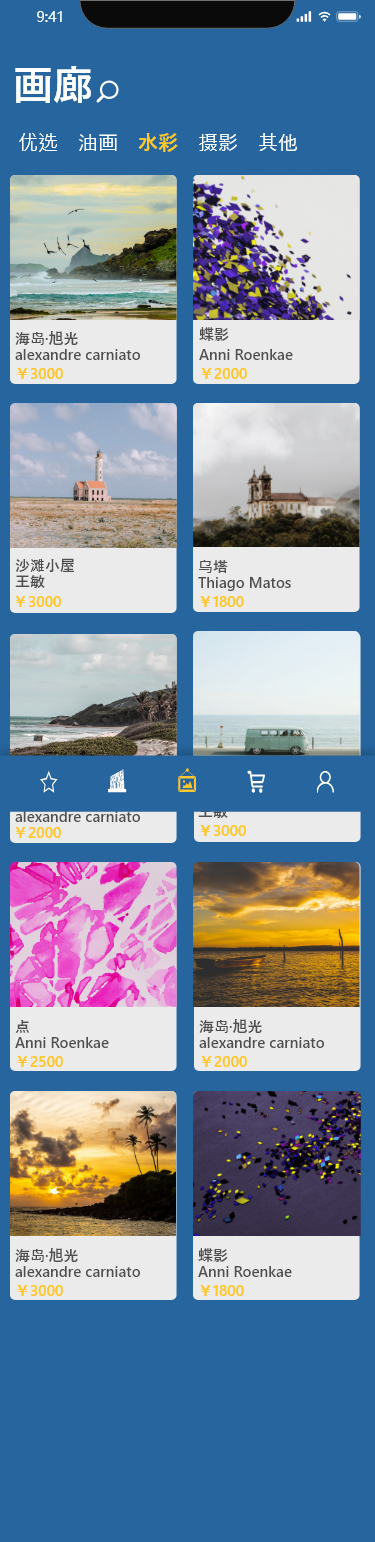 9:41
画廊
优选 油画 水彩 摄影 其他
海岛·旭光
alexandre carniato
￥3000
蝶影
Anni Roenkae
￥2000
沙滩小屋
王敏
￥3000
乌塔
Thiago Matos
￥1800
alexandre carniato
￥2000
王敏
￥3000
点
Anni Roenkae
￥2500
海岛·旭光
alexandre carniato
￥2000
海岛·旭光
alexandre carniato
￥3000
蝶影
Anni Roenkae
￥1800